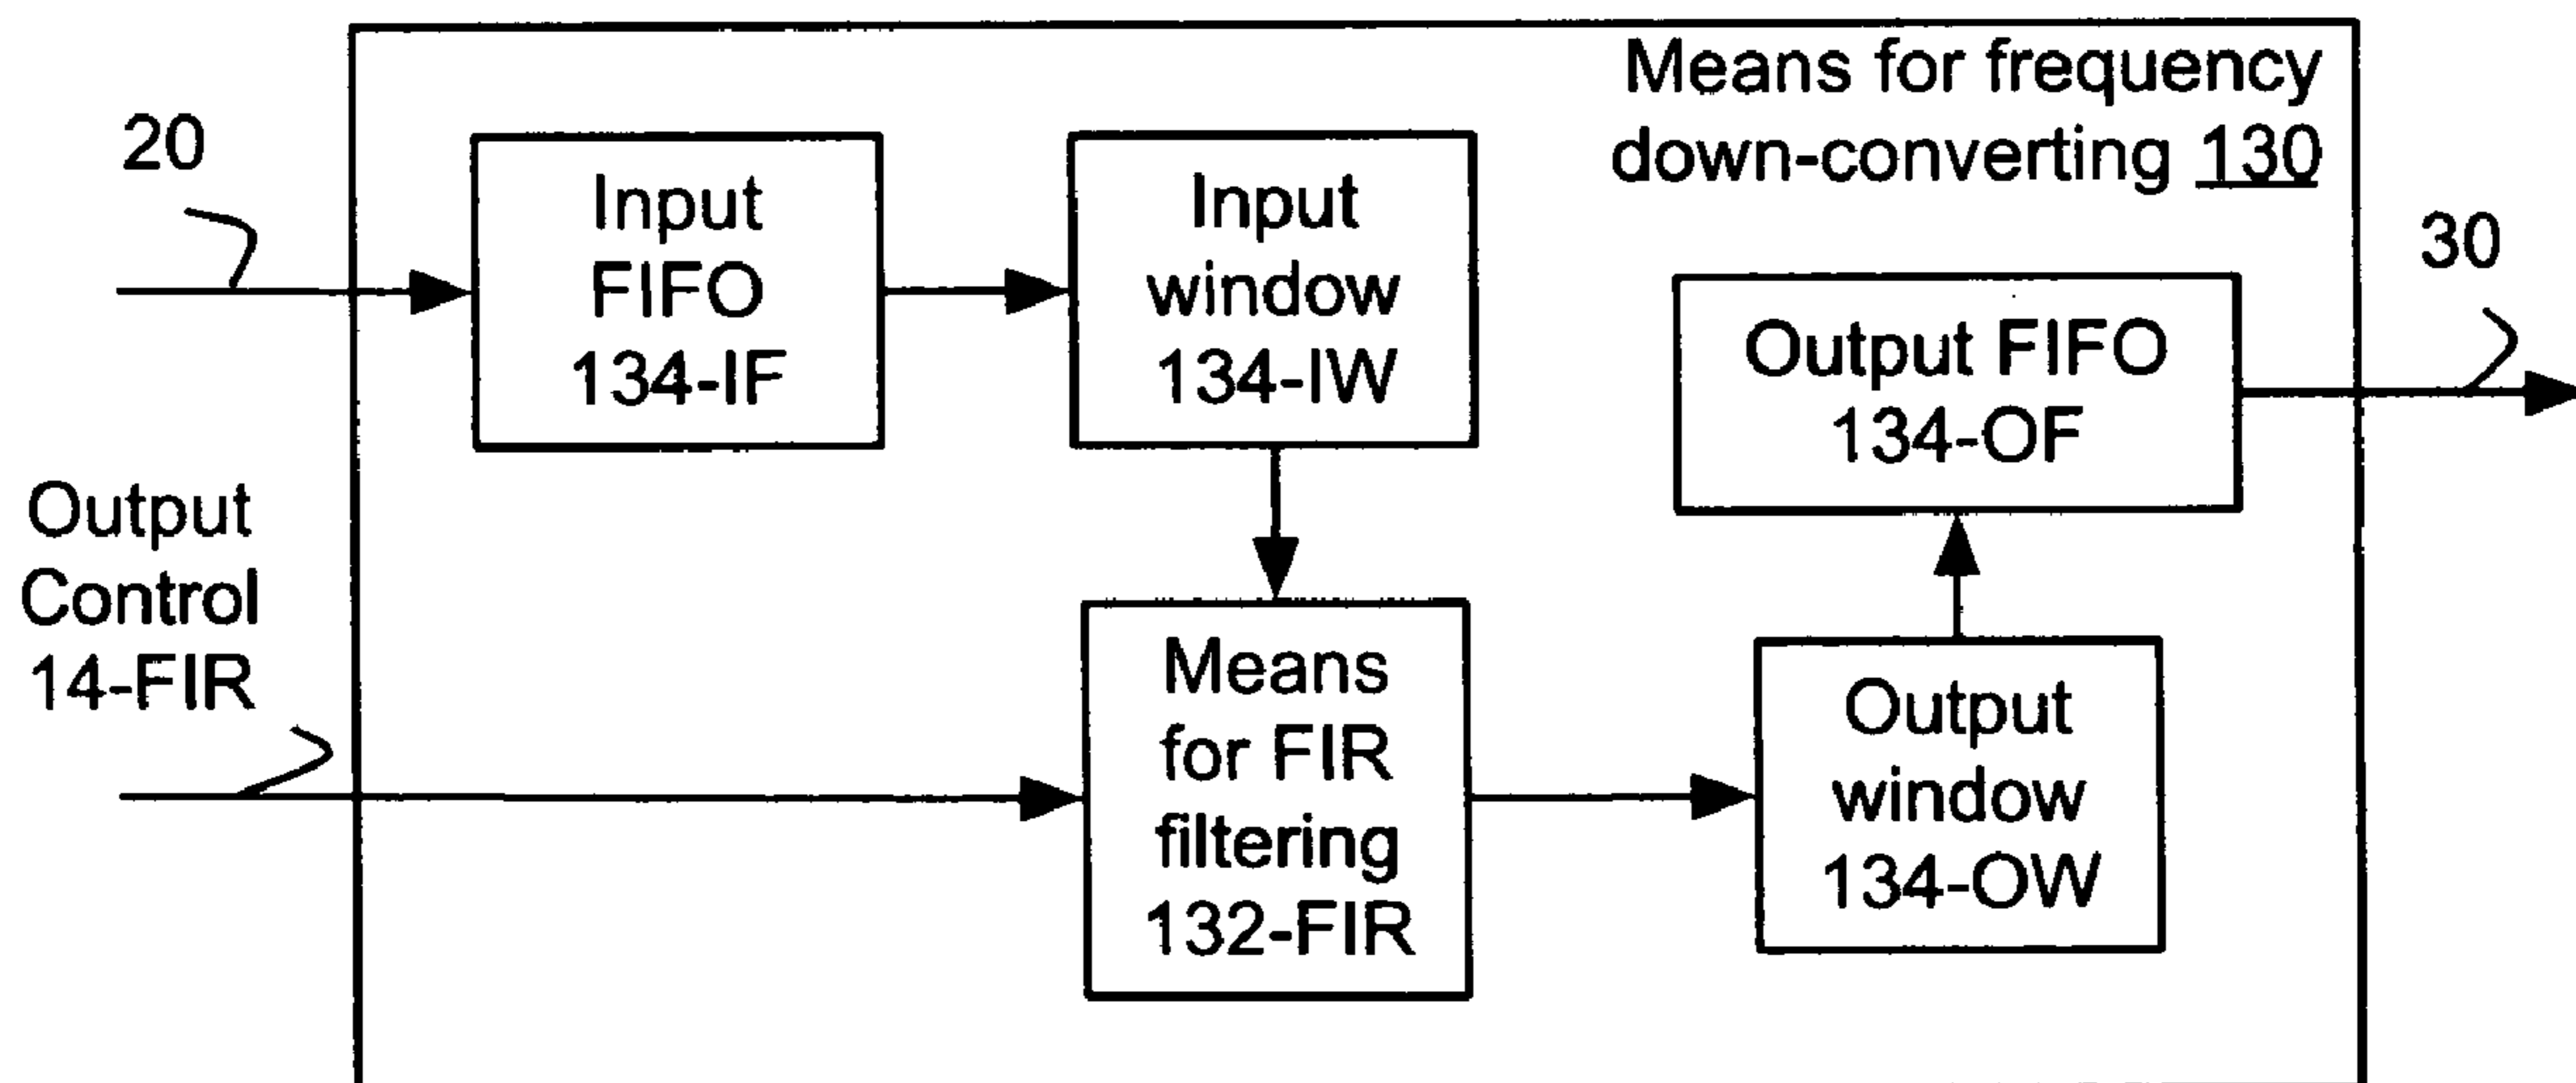 Means for frequency
down-converting 130
20
Input
FIFO
134-IF
Input
window
134-IW
30
Output FIFO
134-OF
Output
Control
14-FIR
Means
for FIR
filtering
132-FIR
Output
window
134-OW